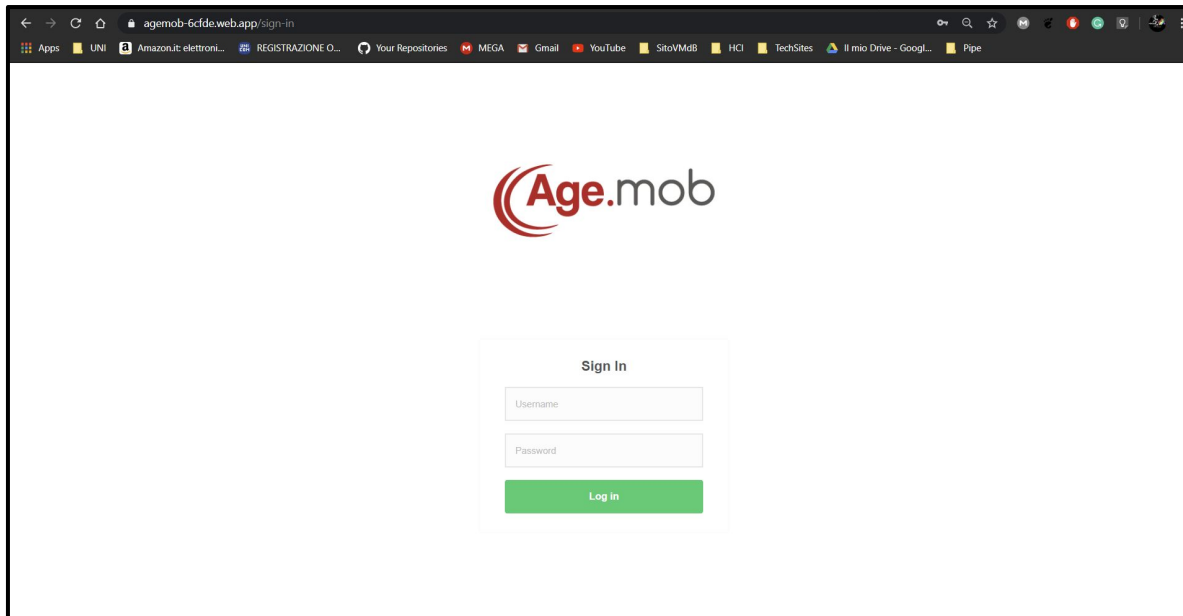 agemob-6cfde.web.app/sign-in
Apps UNI Amazon.it: elettroni... REGISTRAZIONE O... Your Repositories MEGA Gmail YouTube SitoVMdB HCI TechSites Il mio Drive - Googl... Pipe
Age.mob
Sign In
Username
Password
Log in